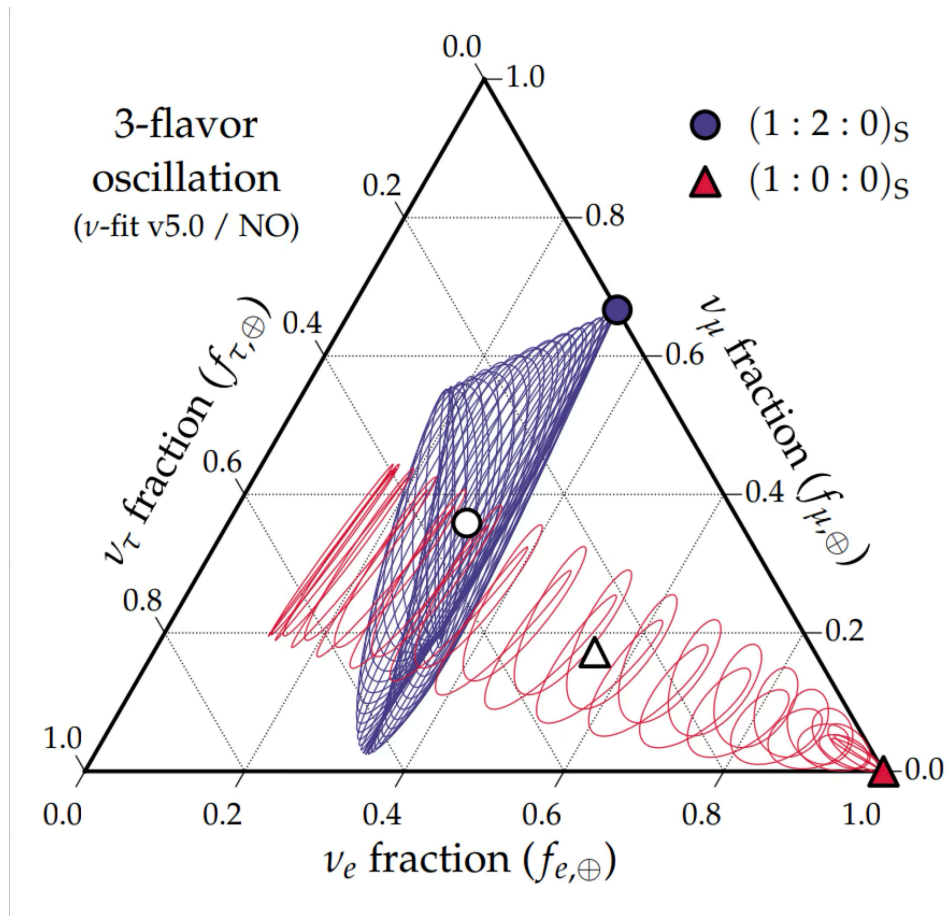 3-flavor
oscillation
(ν-fit v5.0 / NO)
(1 : 2 : 0)S
(1 : 0 : 0)S
0.0
0.2
0.4
0.6
0.8
1.0
ντ fraction (fτ,⊕)
1.0
0.8
0.6
0.4
0.2
0.0
νμ fraction (fμ,⊕)
0.0
0.2
0.4
0.6
0.8
1.0
νe fraction (fe,⊕)